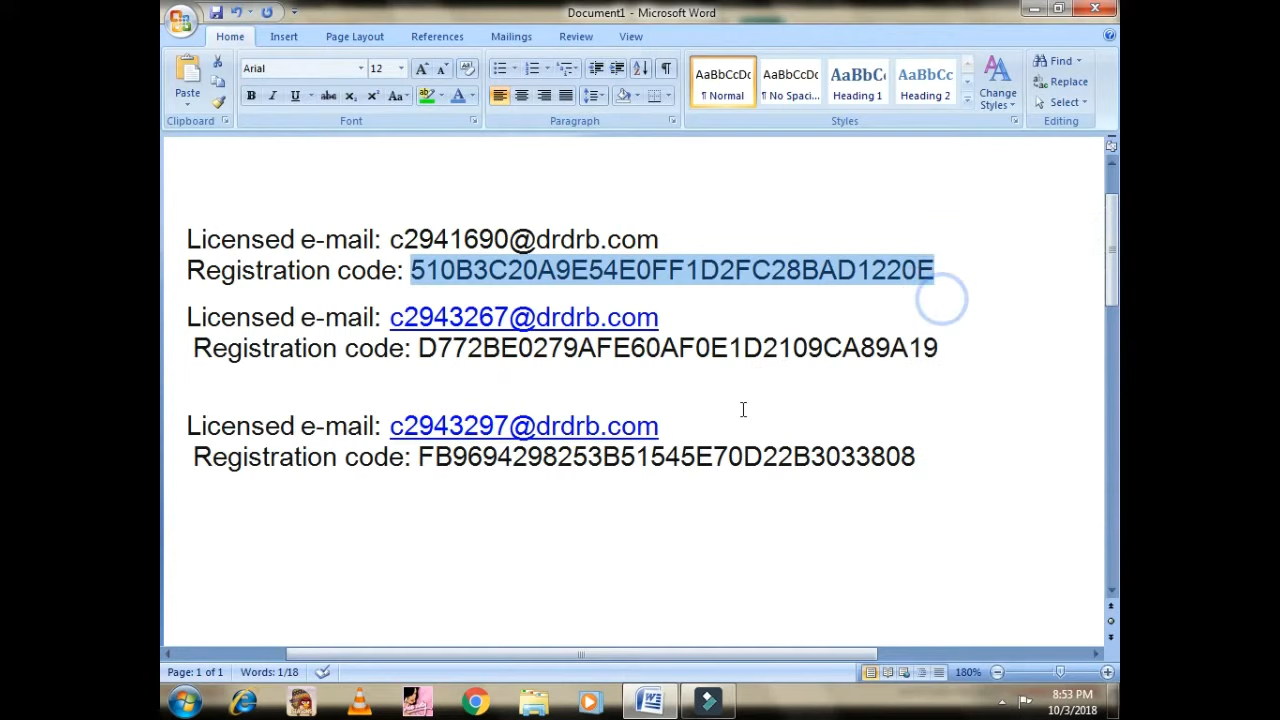 Document1 - Microsoft Word
Home Insert Page Layout References Mailings Review View
Paste
Clipboard
Arial 12
Font
Paragraph
AaBbCcDc AaBbCcDc AaBbC AaBbCc
¶ Normal ¶ No Spaci... Heading 1 Heading 2
Change Styles
Styles
Find
Replace
Select
Editing
Licensed e-mail: c2941690@drdrb.com
Registration code: 510B3C20A9E54E0FF1D2FC28BAD1220E
Licensed e-mail: c2943267@drdrb.com
Registration code: D772BE0279AFE60AF0E1D2109CA89A19
Licensed e-mail: c2943297@drdrb.com
Registration code: FB9694298253B51545E70D22B3033808
Page: 1 of 1 Words: 1/18 180%
8:53 PM
10/3/2018